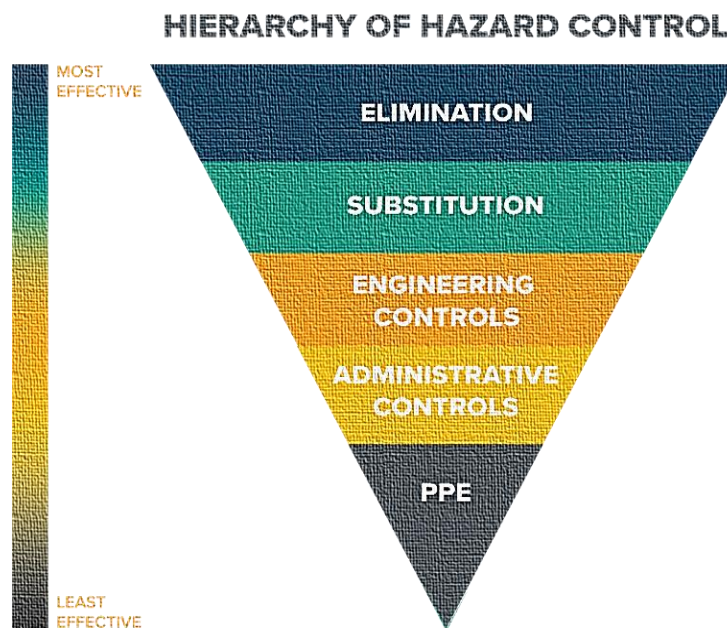 HIERARCHY OF HAZARD CONTROL
MOST
EFFECTIVE
ELIMINATION
SUBSTITUTION
ENGINEERING
CONTROLS
ADMINISTRATIVE
CONTROLS
PPE
LEAST
EFFECTIVE